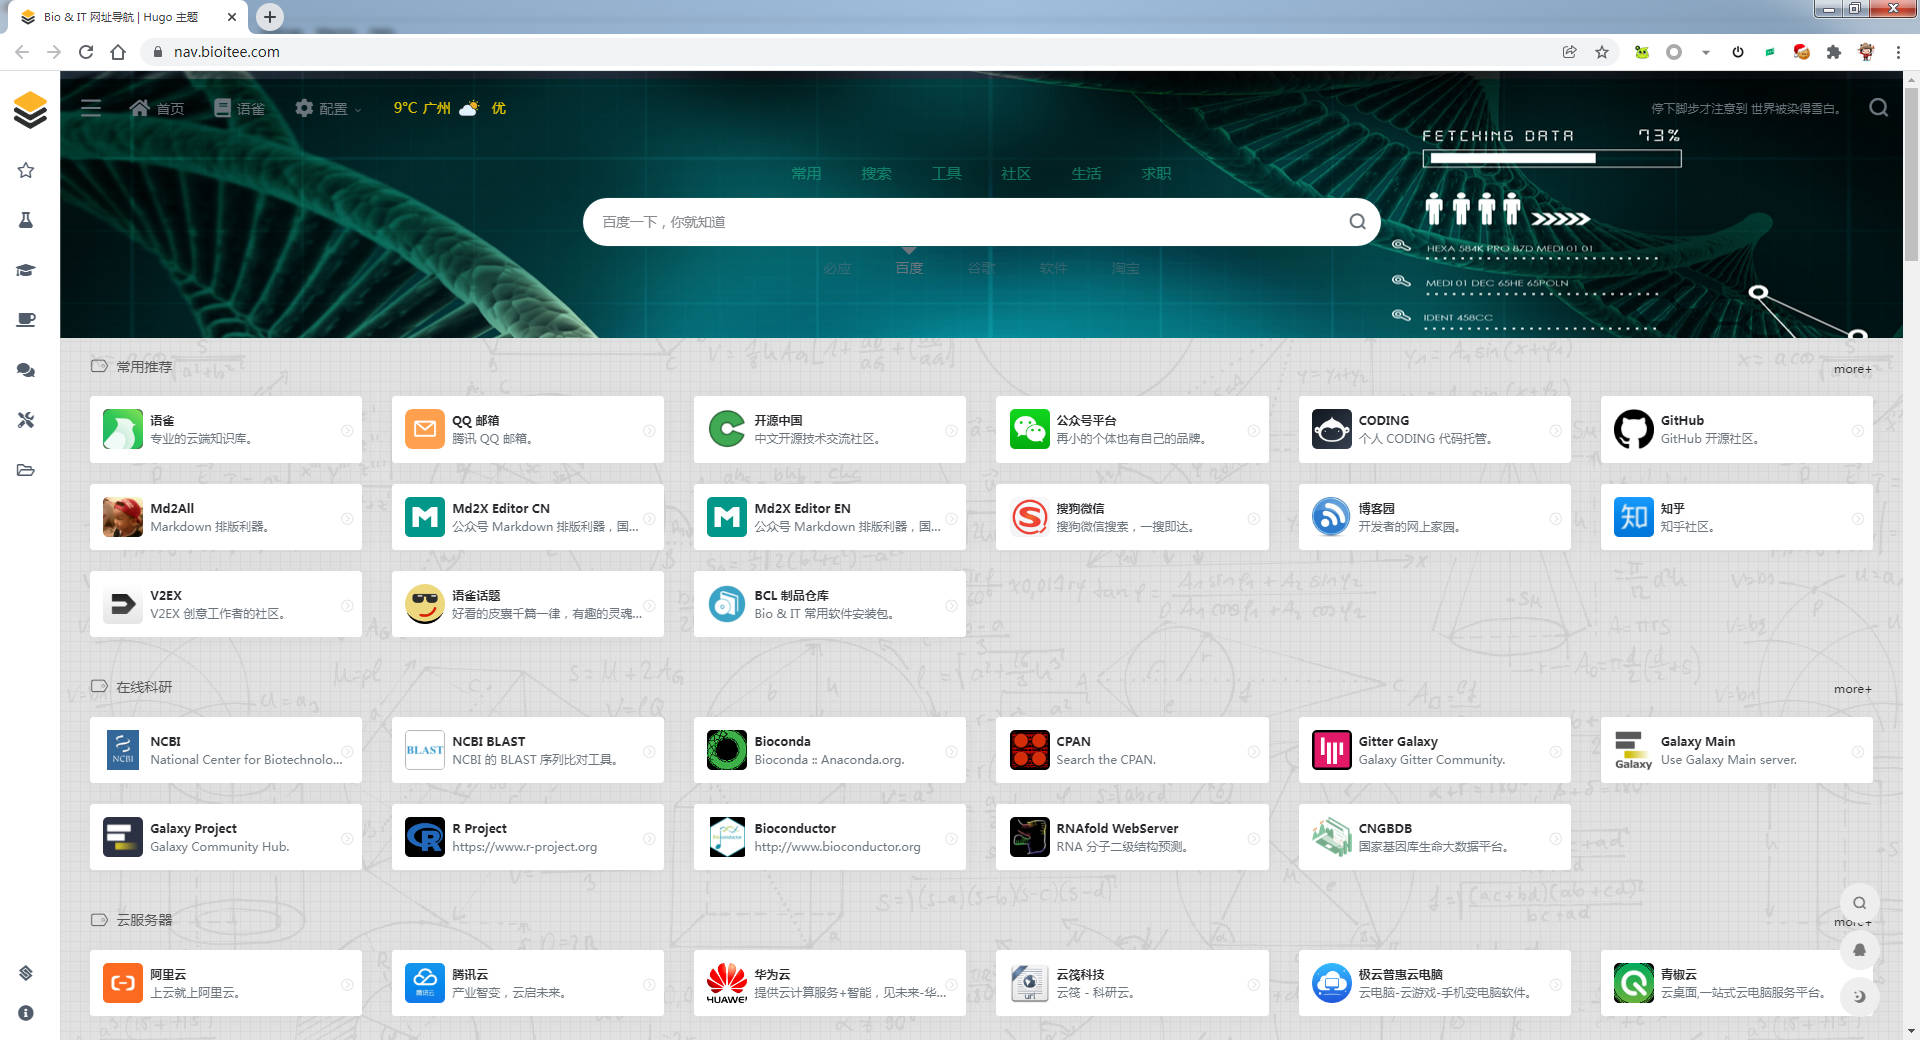 Bio & IT 网址导航 | Hugo 主题
nav.bioitee.com
首页
语雀
配置
9°C 广州
优
停下脚步才注意到 世界被染得雪白。
FETCHING DATA 73%
常用 搜索 工具 社区 生活 求职
百度一下，你就知道
必应 百度 谷歌 软件 淘宝
HEXA 584K PRO 87D MEDI 01 01
MEDI 01 DEC 65HE 65POLN
IDENT 458CC
常用推荐
more+
语雀
专业的云端知识库。
QQ 邮箱
腾讯 QQ 邮箱。
开源中国
中文开源技术交流社区。
公众号平台
再小的个体也有自己的品牌。
CODING
个人 CODING 代码托管。
GitHub
GitHub 开源社区。
Md2All
Markdown 排版利器。
Md2X Editor CN
公众号 Markdown 排版利器，国...
Md2X Editor EN
公众号 Markdown 排版利器，国...
搜狗微信
搜狗微信搜索，一搜即达。
博客园
开发者的网上家园。
知
知乎
知乎社区。
V2EX
V2EX 创意工作者的社区。
语雀话题
好看的皮囊千篇一律，有趣的灵魂...
BCL 制品仓库
Bio & IT 常用软件安装包。
在线科研
more+
NCBI
NCBI
National Center for Biotechnolo...
BLAST
NCBI BLAST
NCBI 的 BLAST 序列比对工具。
Bioconda
Bioconda :: Anaconda.org.
CPAN
Search the CPAN.
Gitter Galaxy
Galaxy Gitter Community.
Galaxy
Galaxy Main
Use Galaxy Main server.
Galaxy Project
Galaxy Community Hub.
R Project
https://www.r-project.org
Bioconductor
http://www.bioconductor.org
RNAfold WebServer
RNA 分子二级结构预测。
CNGBDB
国家基因库生命大数据平台。
云服务器
more+
阿里云
上云就上阿里云。
腾讯云
腾讯云
产业智变，云启未来。
HUAWEI
华为云
提供云计算服务+智能，见未来-华...
url
云筏科技
云筏 - 科研云。
极云普惠云电脑
云电脑-云游戏-手机变电脑软件。
青椒云
云桌面,一站式云电脑服务平台。